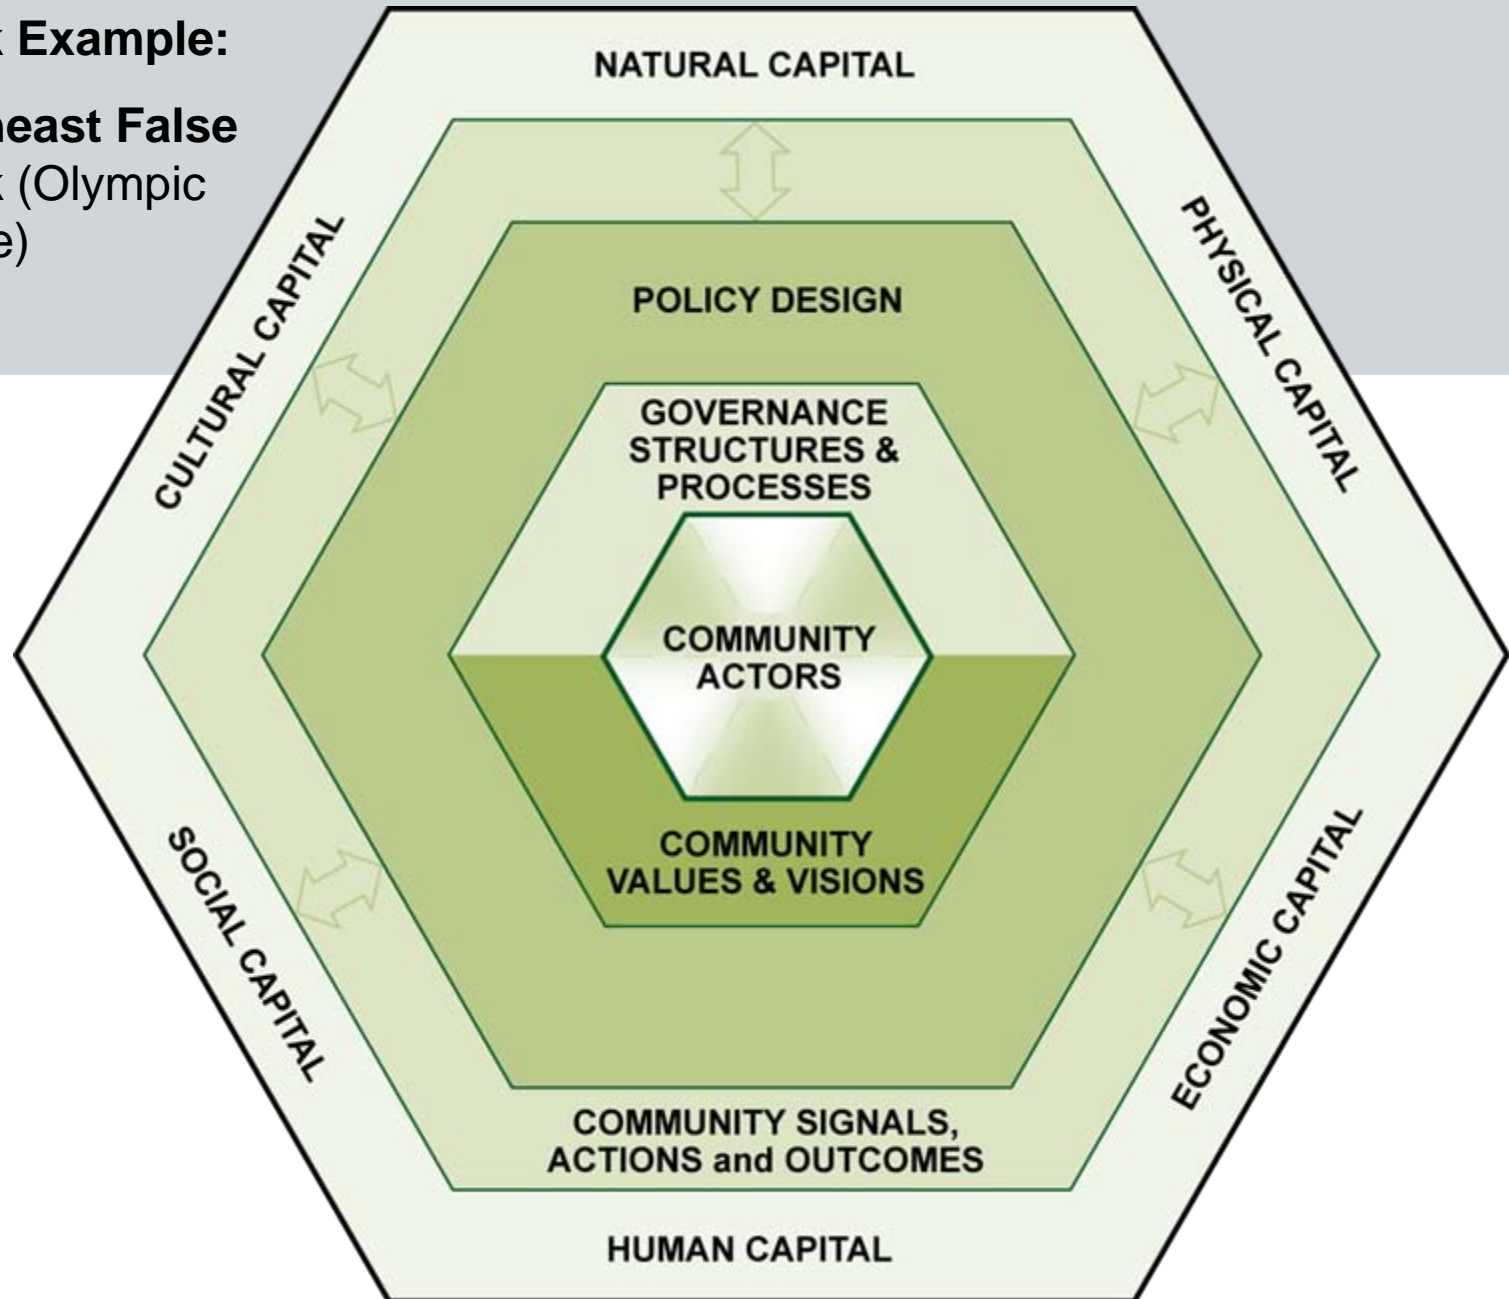 Example:
east False
(Olympic
e)
NATURAL CAPITAL
PHYSICAL CAPITAL
CULTURAL CAPITAL
POLICY DESIGN
GOVERNANCE
STRUCTURES &
PROCESSES
COMMUNITY
ACTORS
COMMUNITY
VALUES & VISIONS
SOCIAL CAPITAL
ECONOMIC CAPITAL
COMMUNITY SIGNALS,
ACTIONS and OUTCOMES
HUMAN CAPITAL